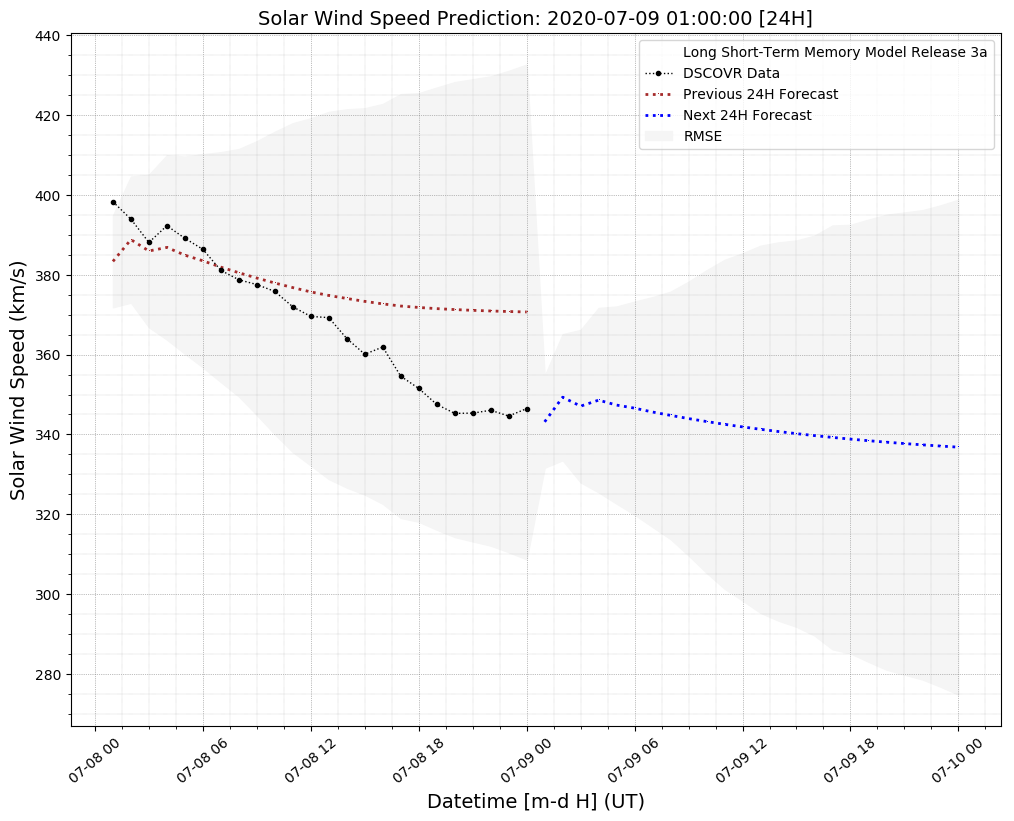 Solar Wind Speed Prediction: 2020-07-09 01:00:00 [24H]
Long Short-Term Memory Model Release 3a
DSCOVR Data
Previous 24H Forecast
Next 24H Forecast
RMSE
Solar Wind Speed (km/s)
440
420
400
380
360
340
320
300
280
07-08 00
07-08 06
07-08 12
07-08 18
07-09 00
07-09 06
07-09 12
07-09 18
07-10 00
Datetime [m-d H] (UT)